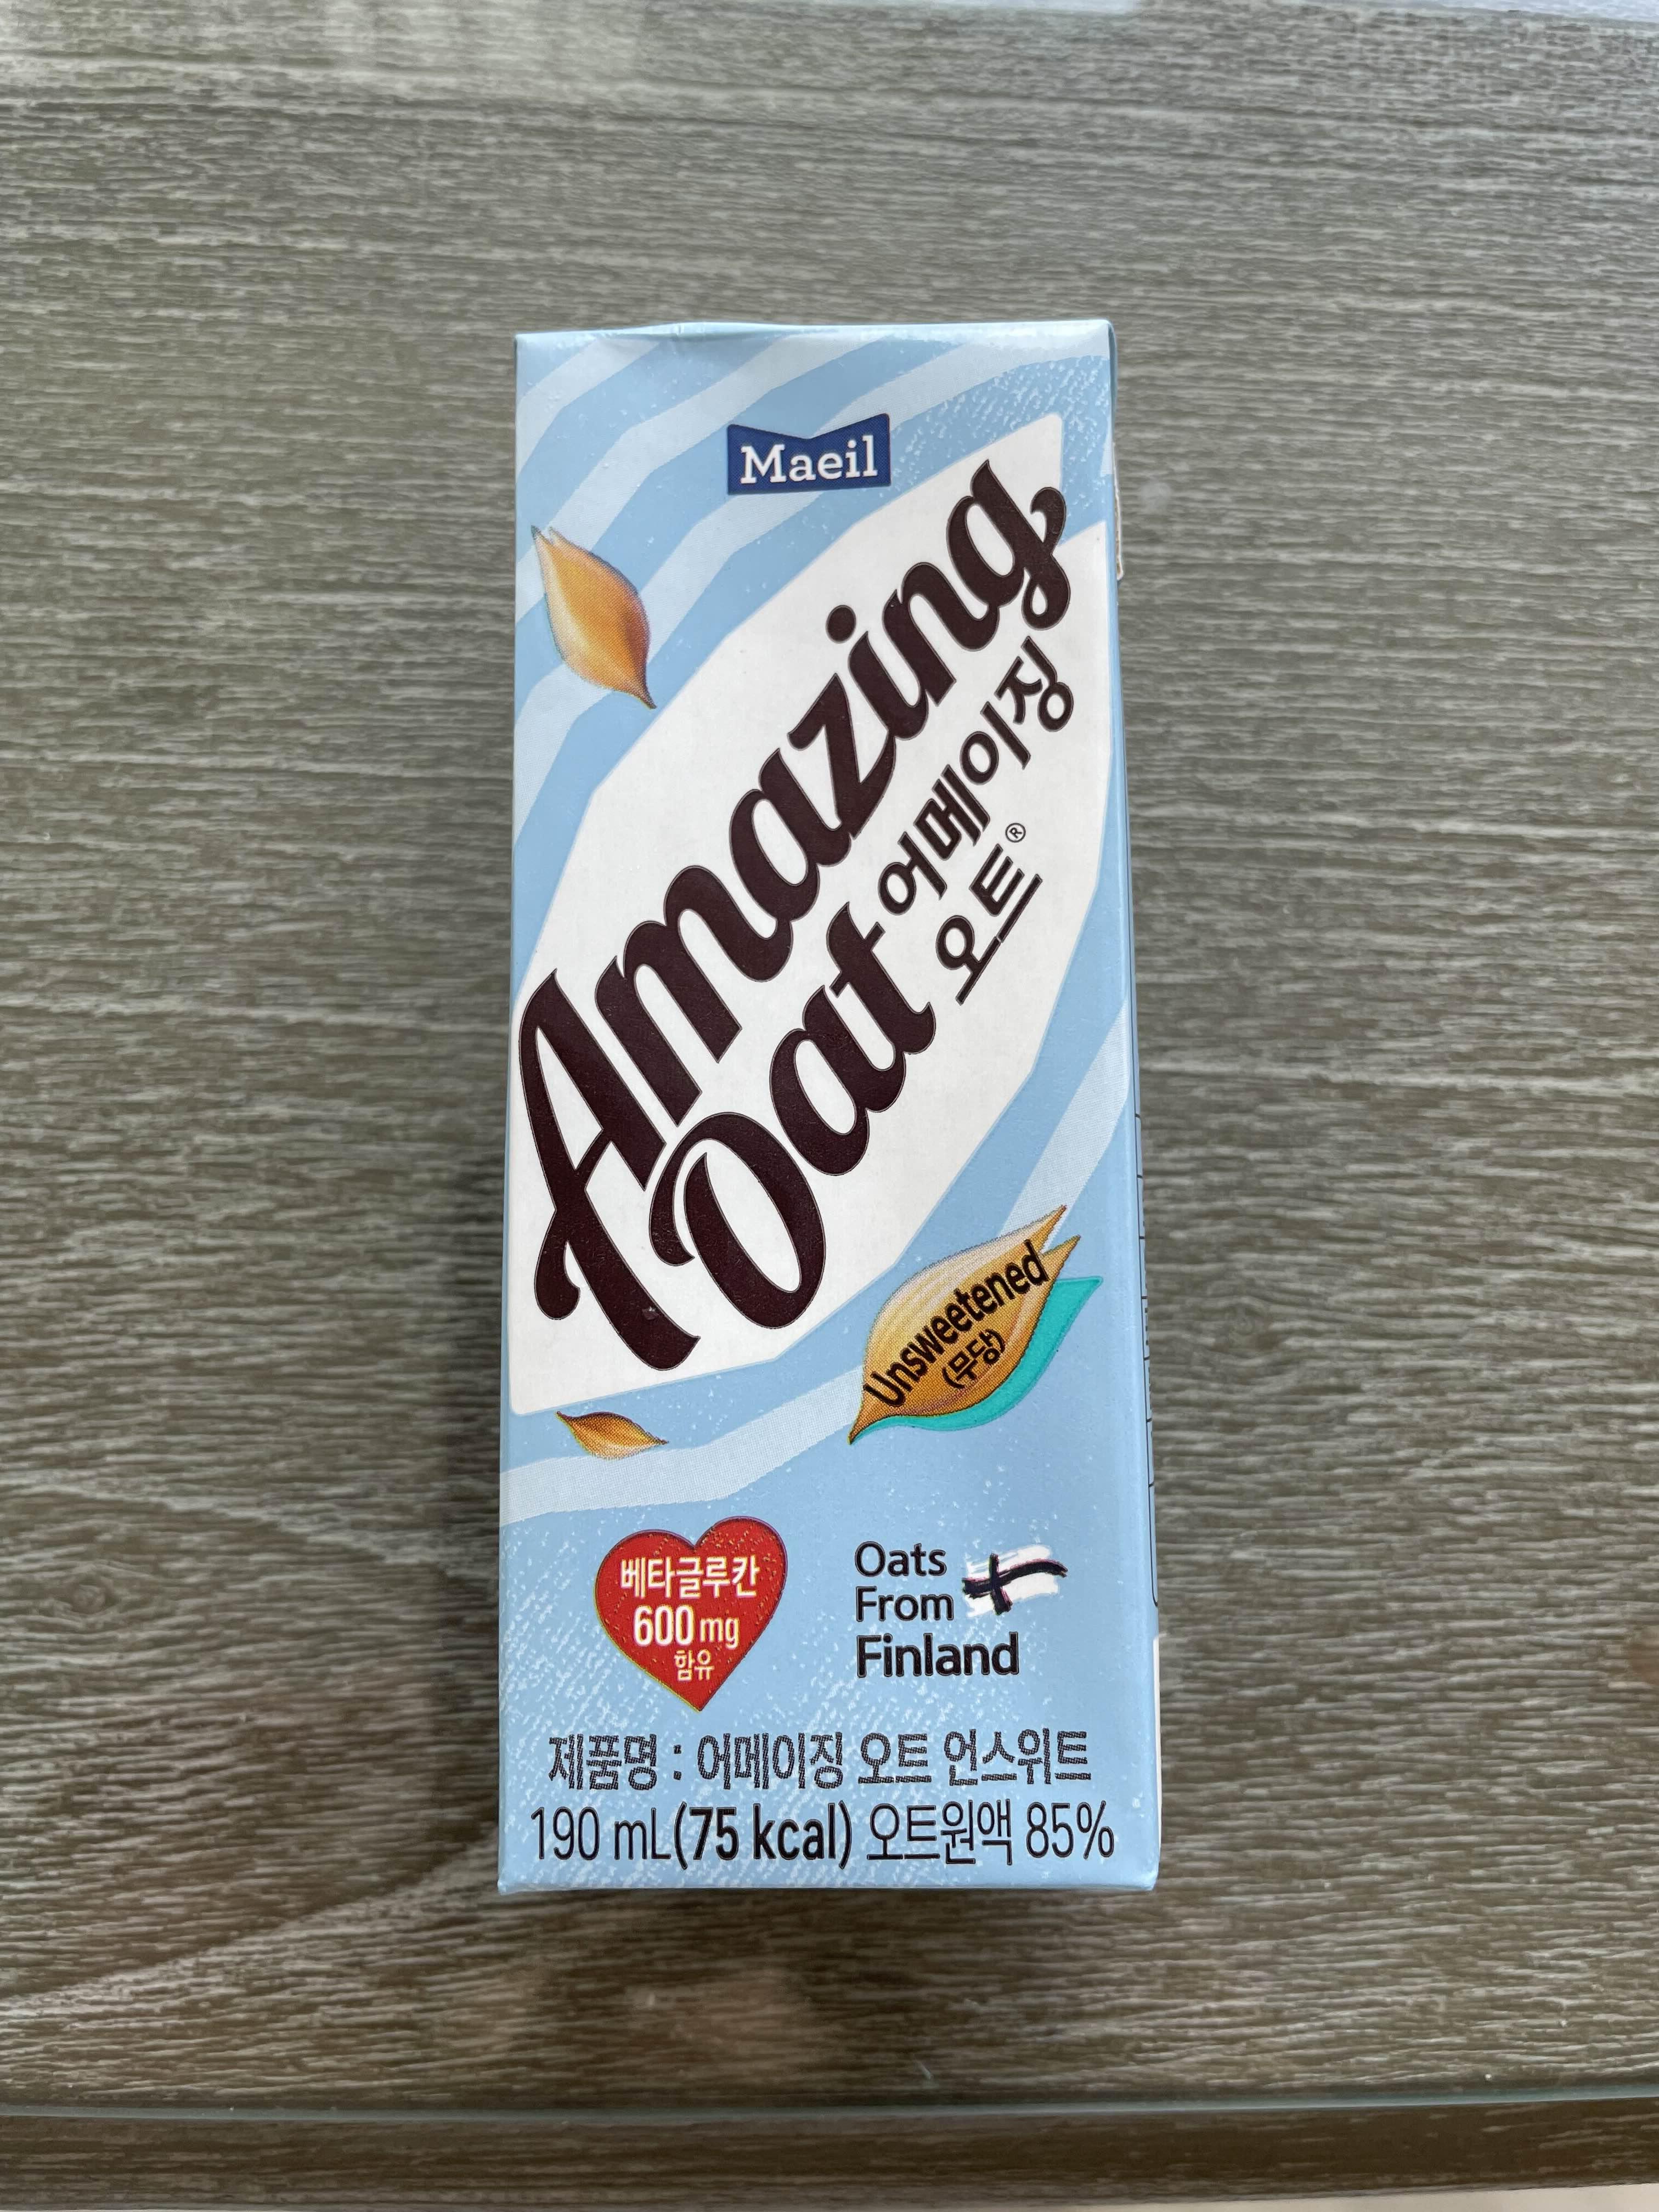 Maeil
Amazing
Oat
어메이징
오트®
Unsweetened
(무당)
베타글루칸
600 mg
함유
Oats
From
Finland
제품명 : 어메이징 오트 언스위트
190 mL(75 kcal) 오트원액 85%